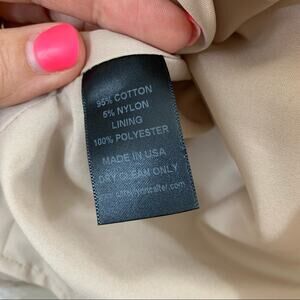 95% COTTON
5% NYLON
LINING
100% POLYESTER
MADE IN USA
DRY CLEAN ONLY